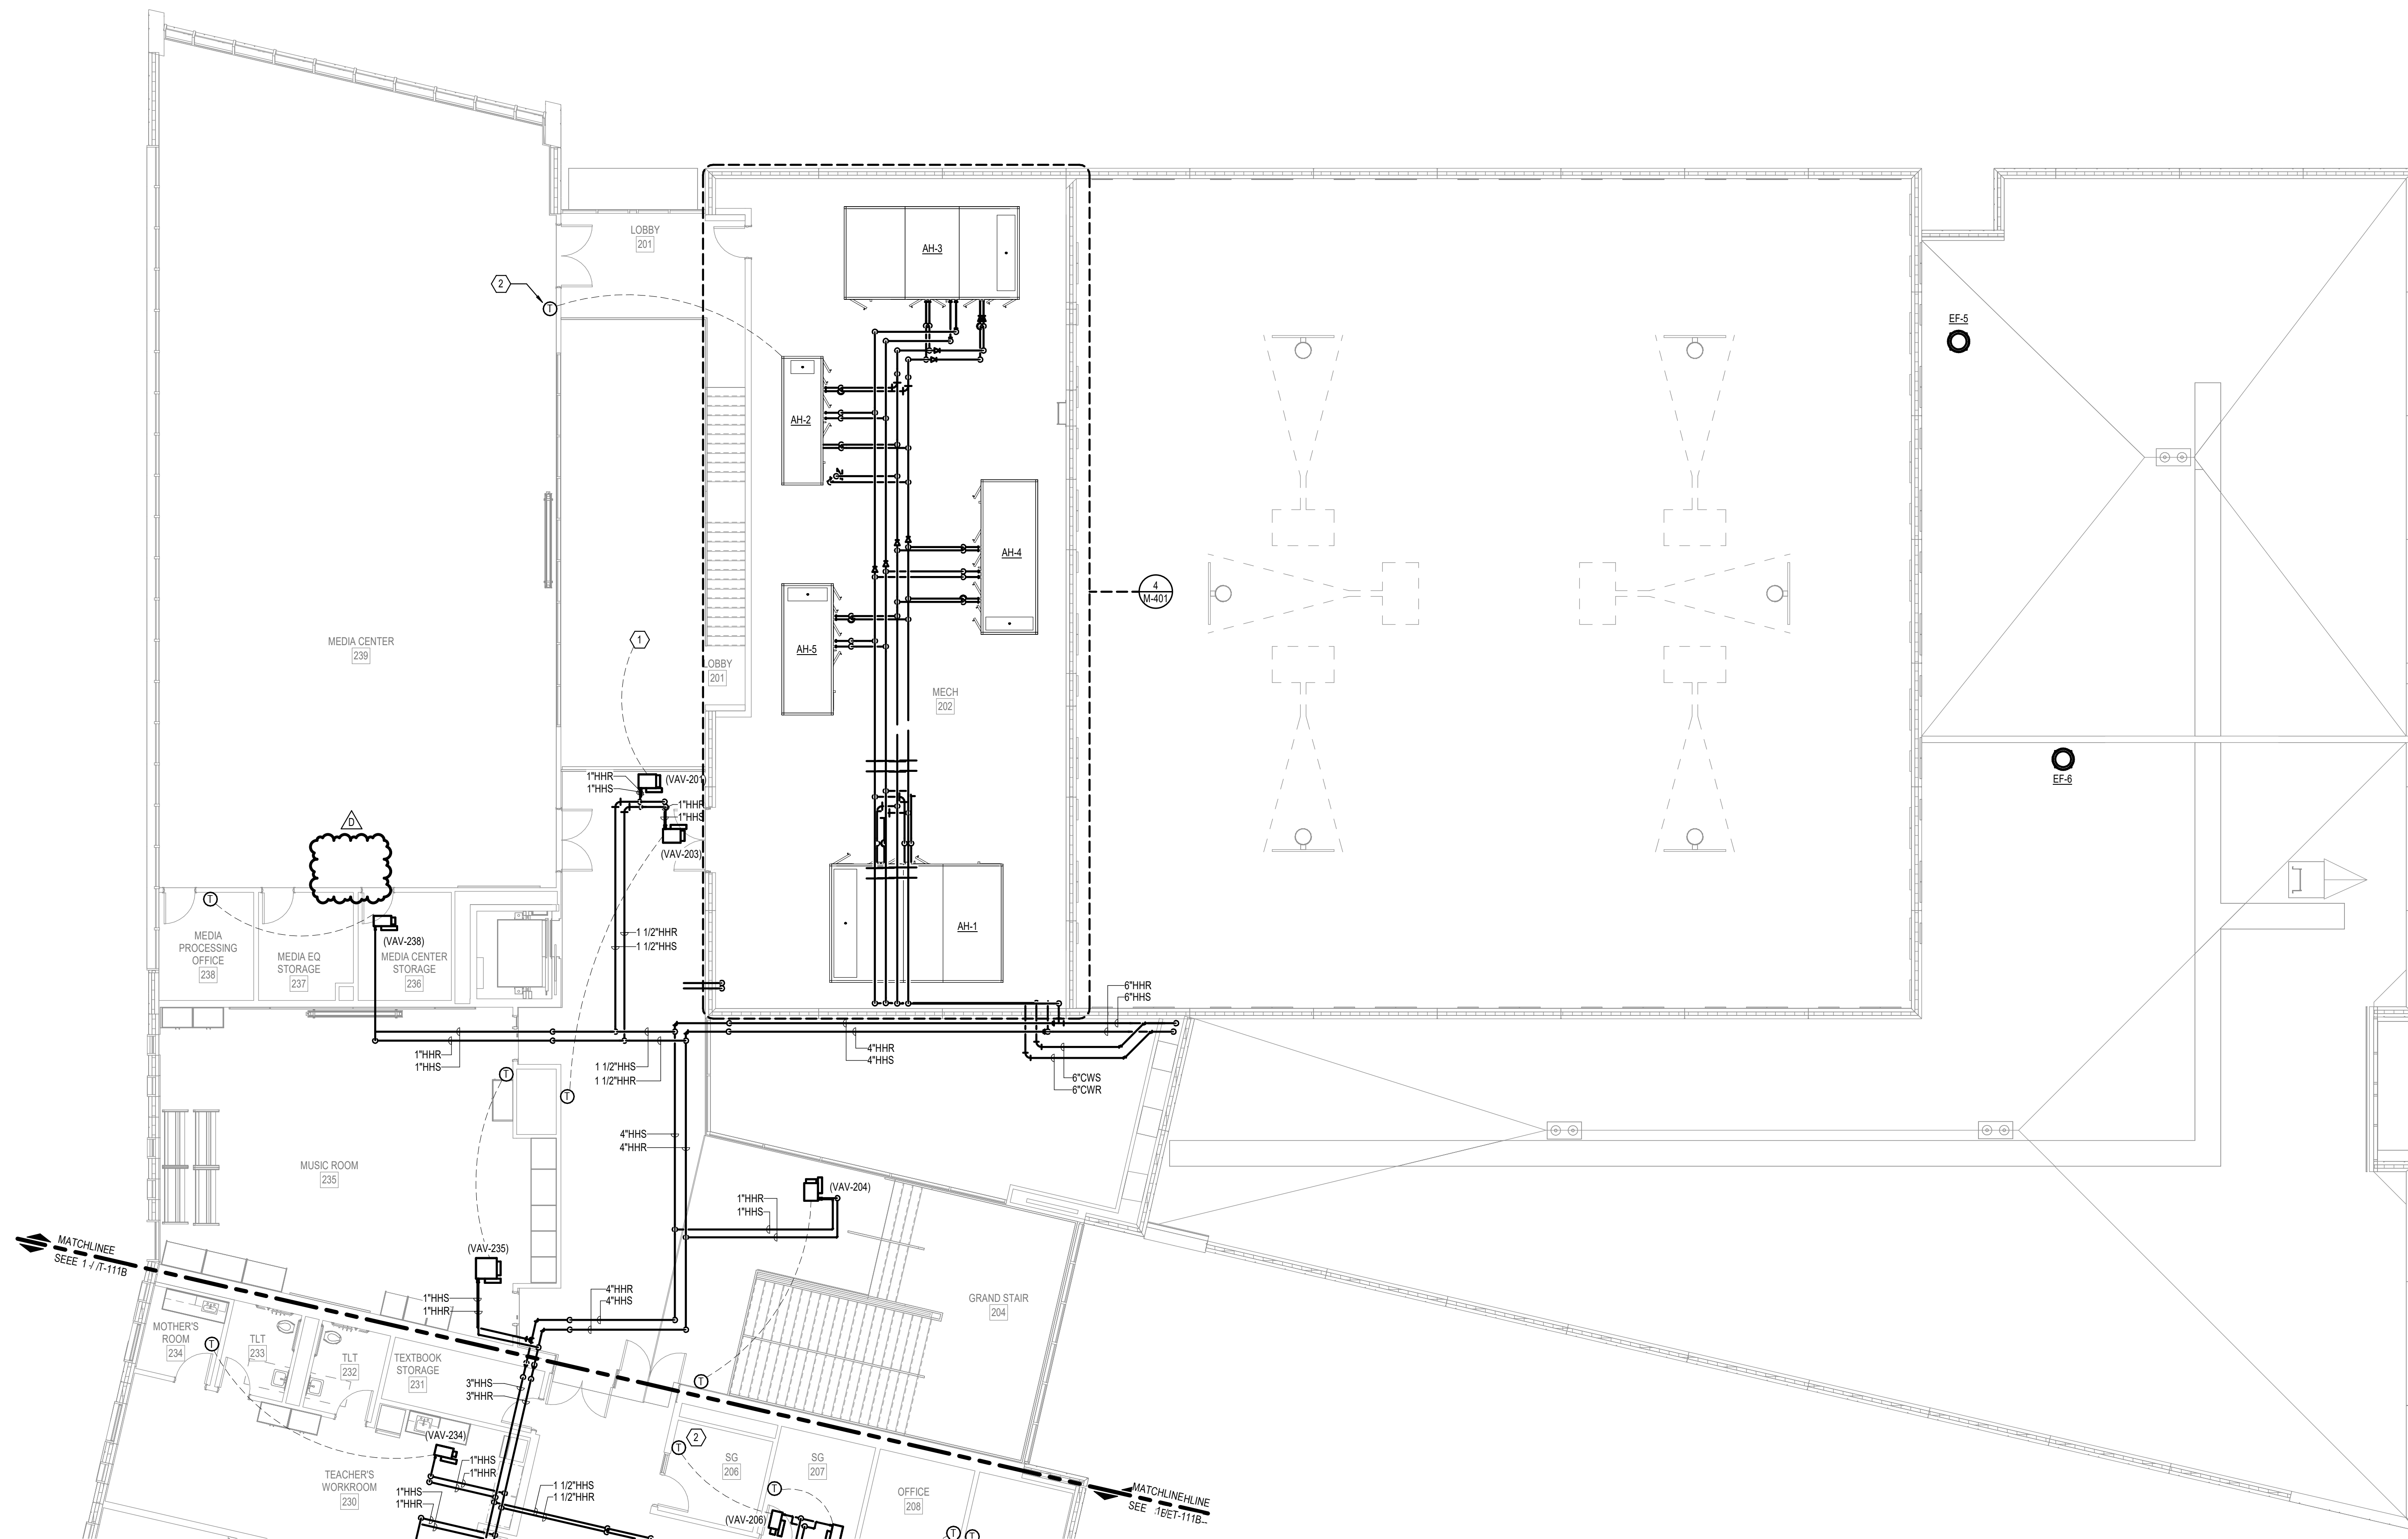 LOBBY
201
AH-3
2
T
EF-5
AH-2
AH-4
4
M-401
MEDIA CENTER
239
1
AH-5
LOBBY
201
MECH
202
EF-6
1"HHR
1"HHS
(VAV-201)
1"HHR
1"HHS
(VAV-203)
D
T
MEDIA
PROCESSING
OFFICE
238
MEDIA EQ
STORAGE
237
(VAV-238)
MEDIA CENTER
STORAGE
236
1 1/2"HHR
1 1/2"HHS
AH-1
6"HHR
6"HHS
1"HHR
1"HHS
1 1/2"HHS
1 1/2"HHR
4"HHR
4"HHS
6"CWS
6"CWR
T
T
4"HHS
4"HHR
MUSIC ROOM
235
1"HHR
1"HHS
(VAV-204)
MATCHLINEE
(VAV-235)
1"HHS
1"HHR
4"HHR
4"HHS
GRAND STAIR
204
MOTHER'S
ROOM
234
T
TLT
233
TLT
232
TEXTBOOK
STORAGE
231
3"HHS
3"HHR
T
(VAV-234)
1"HHS
1"HHR
2
T
SG
206
SG
207
TEACHER'S
WORKROOM
230
1"HHS
1"HHR
1 1/2"HHS
1 1/2"HHR
T
OFFICE
208
MATCHLINEHLINE
SEE
(VAV-206)
T
T